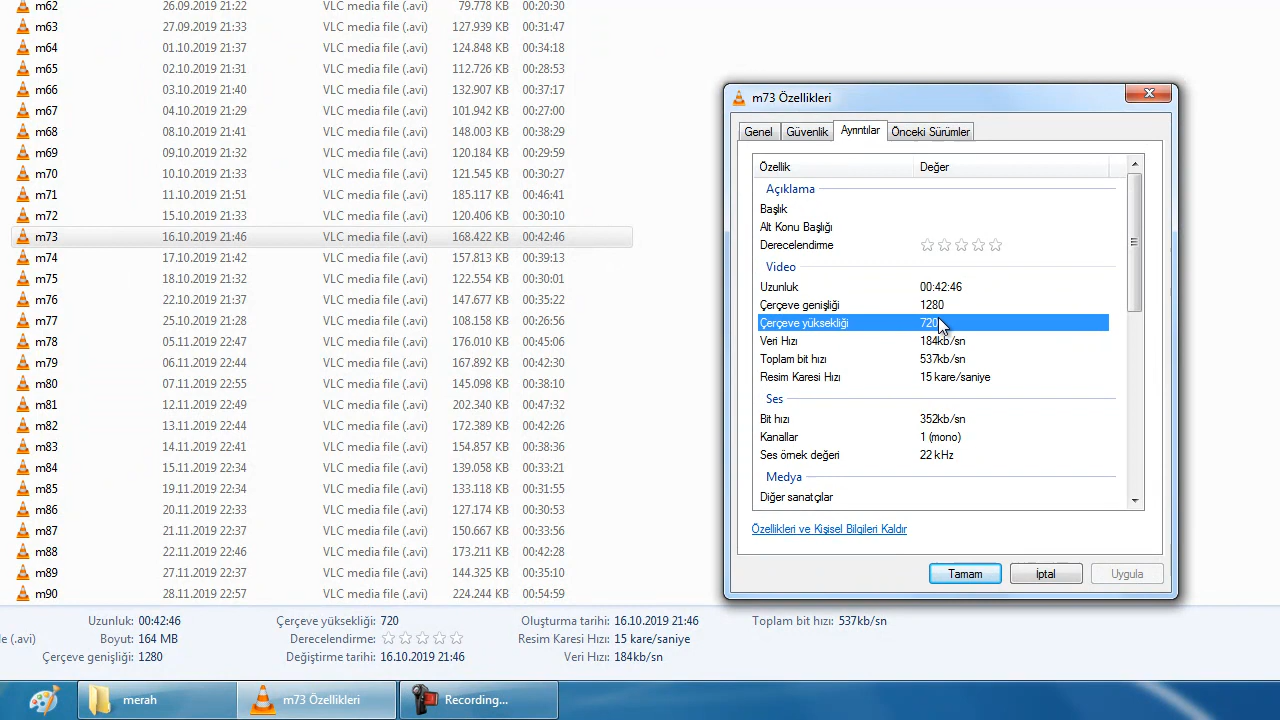 m62 26.09.2019 21:22 VLC media file (.avi) 79.778 KB 00:20:30
m63 27.09.2019 21:33 VLC media file (.avi) 127.939 KB 00:31:47
m64 01.10.2019 21:37 VLC media file (.avi) 124.848 KB 00:34:18
m65 02.10.2019 21:31 VLC media file (.avi) 112.726 KB 00:28:53
m66 03.10.2019 21:40 VLC media file (.avi) 132.907 KB 00:37:17
m67 04.10.2019 21:29 VLC media file (.avi) 101.942 KB 00:27:00
m68 08.10.2019 21:41 VLC media file (.avi) 148.003 KB 00:38:29
m69 09.10.2019 21:32 VLC media file (.avi) 120.184 KB 00:29:59
m70 10.10.2019 21:33 VLC media file (.avi) 121.545 KB 00:30:27
m71 11.10.2019 21:51 VLC media file (.avi) 185.117 KB 00:46:41
m72 15.10.2019 21:33 VLC media file (.avi) 120.406 KB 00:30:10
m73 16.10.2019 21:46 VLC media file (.avi) 168.422 KB 00:42:46
m74 17.10.2019 21:42 VLC media file (.avi) 157.813 KB 00:39:13
m75 18.10.2019 21:32 VLC media file (.avi) 122.554 KB 00:30:01
m76 22.10.2019 21:37 VLC media file (.avi) 147.677 KB 00:35:22
m77 25.10.2019 21:28 VLC media file (.avi) 108.158 KB 00:26:56
m78 05.11.2019 22:47 VLC media file (.avi) 176.010 KB 00:45:06
m79 06.11.2019 22:44 VLC media file (.avi) 167.892 KB 00:42:30
m80 07.11.2019 22:55 VLC media file (.avi) 145.098 KB 00:38:10
m81 12.11.2019 22:49 VLC media file (.avi) 202.340 KB 00:47:32
m82 13.11.2019 22:44 VLC media file (.avi) 172.389 KB 00:42:26
m83 14.11.2019 22:41 VLC media file (.avi) 154.857 KB 00:38:36
m84 15.11.2019 22:34 VLC media file (.avi) 139.058 KB 00:33:21
m85 19.11.2019 22:34 VLC media file (.avi) 133.118 KB 00:31:55
m86 20.11.2019 22:33 VLC media file (.avi) 127.174 KB 00:30:53
m87 21.11.2019 22:37 VLC media file (.avi) 150.667 KB 00:33:56
m88 22.11.2019 22:46 VLC media file (.avi) 173.211 KB 00:42:28
m89 27.11.2019 22:37 VLC media file (.avi) 144.325 KB 00:35:10
m90 28.11.2019 22:57 VLC media file (.avi) 224.244 KB 00:54:59
m73 Özellikleri
Genel Güvenlik Ayrıntılar Önceki Sürümler
Özellik Değer
Açıklama
Başlık
Alt Konu Başlığı
Derecelendirme
Video
Uzunluk 00:42:46
Çerçeve genişliği 1280
Çerçeve yüksekliği 720
Veri Hızı 184kb/sn
Toplam bit hızı 537kb/sn
Resim Karesi Hızı 15 kare/saniye
Ses
Bit hızı 352kb/sn
Kanallar 1 (mono)
Ses örnek değeri 22 kHz
Medya
Diğer sanatçılar
Özellikleri ve Kişisel Bilgileri Kaldır
Tamam İptal Uygula
Uzunluk: 00:42:46 Çerçeve yüksekliği: 720 Oluşturma tarihi: 16.10.2019 21:46 Toplam bit hızı: 537kb/sn
le (.avi) Boyut: 164 MB Derecelendirme: Resim Karesi Hızı: 15 kare/saniye
Çerçeve genişliği: 1280 Değiştirme tarihi: 16.10.2019 21:46 Veri Hızı: 184kb/sn
merah m73 Özellikleri Recording...